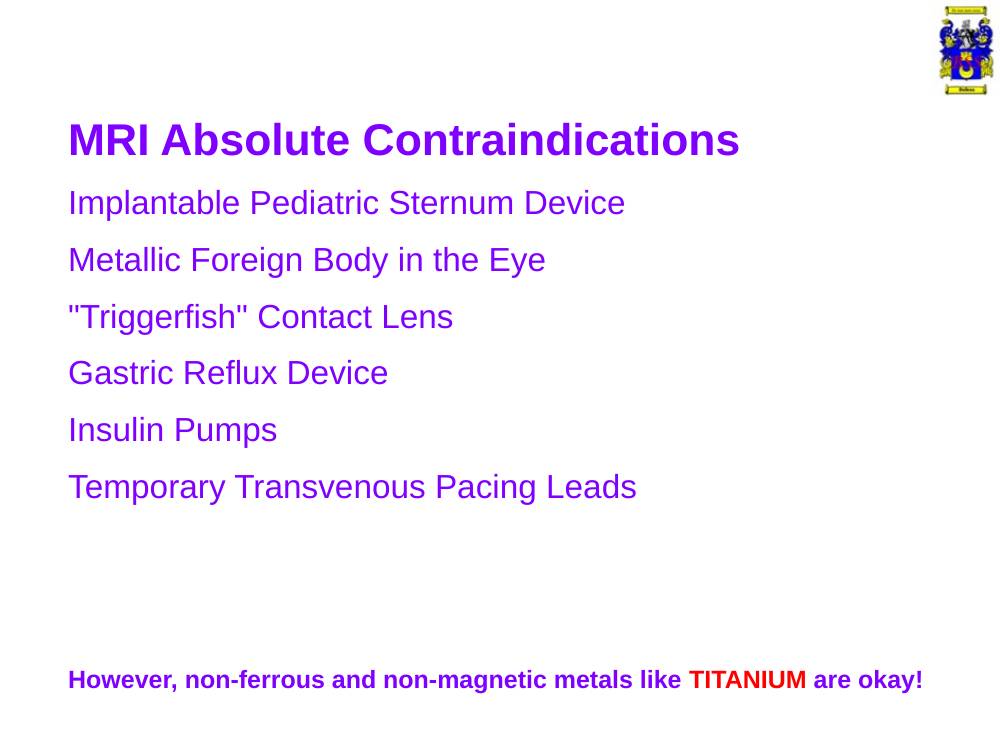 MRI Absolute Contraindications
Implantable Pediatric Sternum Device
Metallic Foreign Body in the Eye
"Triggerfish" Contact Lens
Gastric Reflux Device
Insulin Pumps
Temporary Transvenous Pacing Leads
However, non-ferrous and non-magnetic metals like TITANIUM are okay!